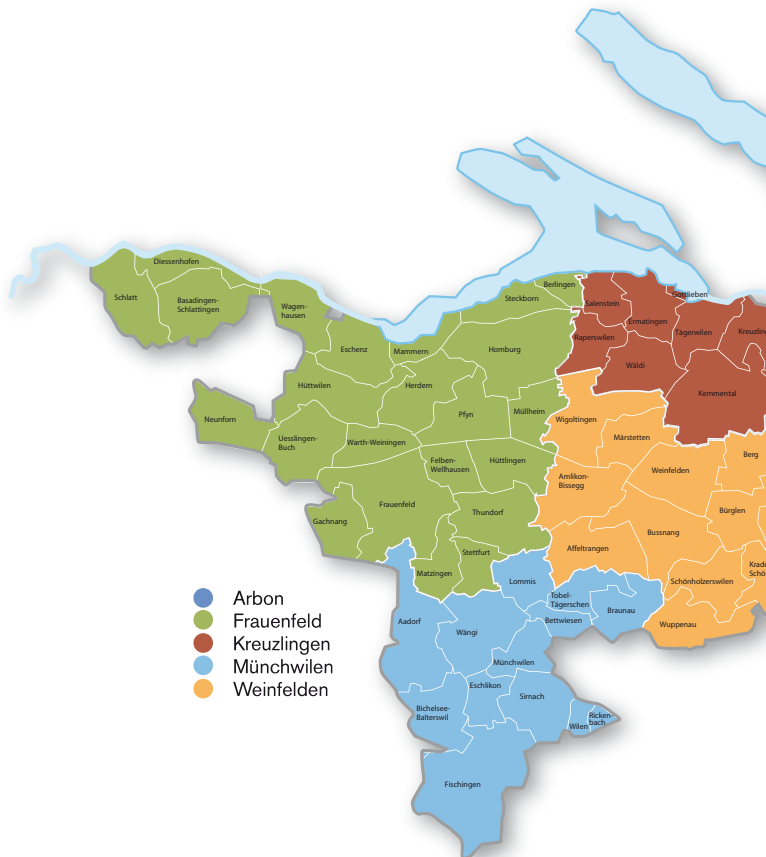 Diessenhofen
Schlatt
Basadingen-
Schlattingen
Wagen-
hausen
Berlingen
Steckborn
Salenstein
Gottlieben
Ermatingen
Tägerwilen
Raperswilen
Eschenz
Mammern
Homburg
Wäldi
Kemmental
Hüttwilen
Herdern
Neunforn
Pfyn
Müllheim
Wigoltingen
Uesslingen-
Buch
Warth-Weiningen
Märstetten
Felben-
Wellhausen
Hüttlingen
Berg
Weinfelden
Amlikon-
Bissegg
Frauenfeld
Thundorf
Bürglen
Gachnang
Bussnang
Affeltrangen
Stettfurt
Matzingen
Lommis
Schönholzerswilen
Tobel-
Tägerschen
Braunau
Bettwiesen
Wuppenau
Aadorf
Wängi
Münchwilen
Eschlikon
Sirnach
Bichelsee-
Balterswil
Wilen
Ricken-
bach
Fischingen
Arbon
Frauenfeld
Kreuzlingen
Münchwilen
Weinfelden